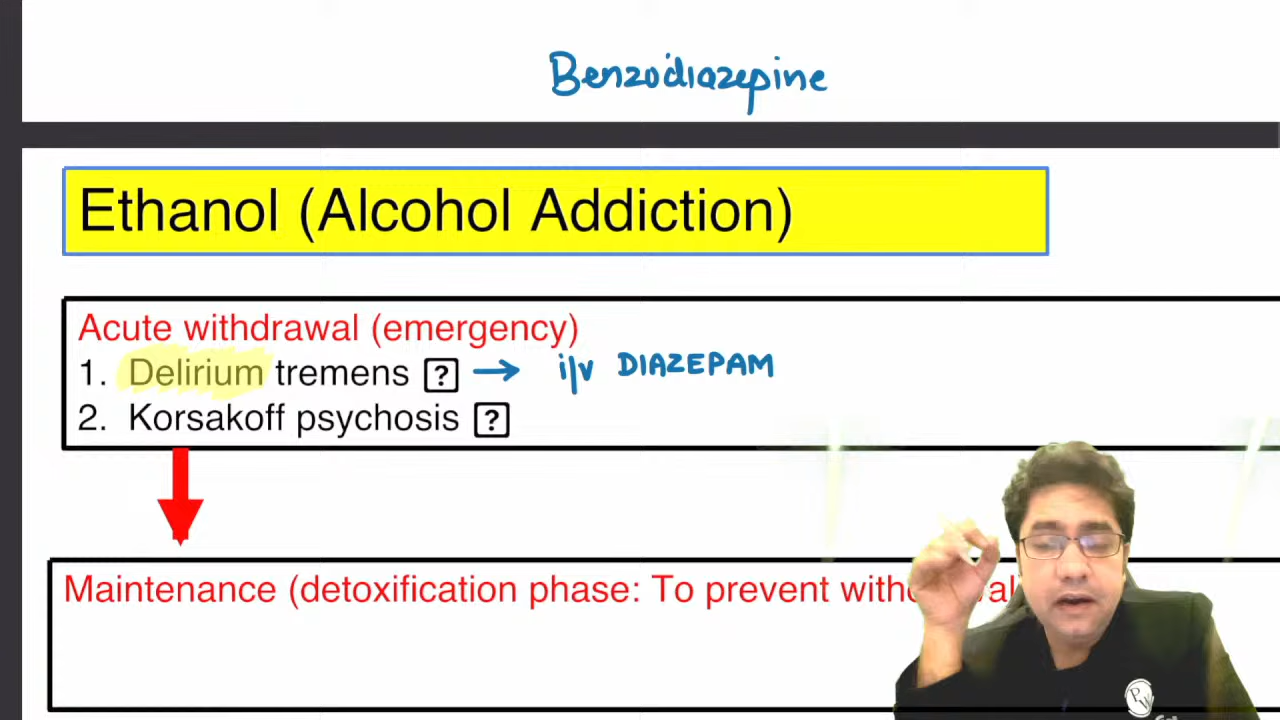 Benzodiazepine
Ethanol (Alcohol Addiction)
Acute withdrawal (emergency)
1. Delirium tremens ? → i/v DIAZEPAM
2. Korsakoff psychosis ?
Maintenance (detoxification phase: To prevent
PW